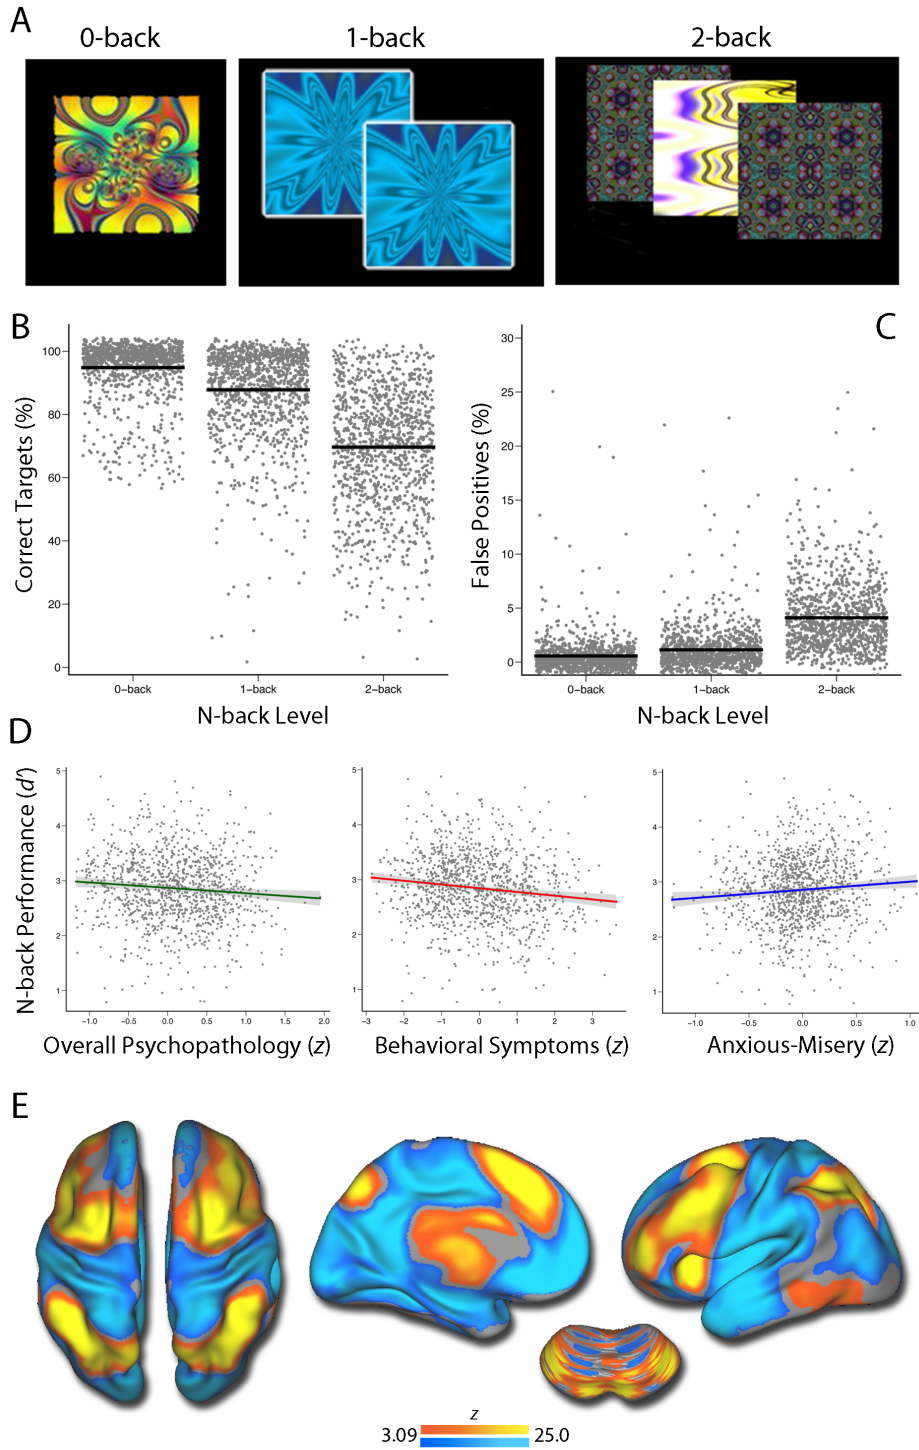 A
0-back 1-back 2-back
B
Correct Targets (%)
100
80
60
40
20
0
0−back 1−back 2−back
N-back Level
C
False Positives (%)
30
25
20
15
10
5
0
0−back 1−back 2−back
N-back Level
D
N-back Performance (d′)
5
4
3
2
1
−1.0 −0.5 0.0 0.5 1.0 1.5 2.0
Overall Psychopathology (z)
5
4
3
2
1
−3 −2 −1 0 1 2 3
Behavioral Symptoms (z)
5
4
3
2
1
−1.0 −0.5 0.0 0.5 1.0
Anxious-Misery (z)
E
z
3.09 25.0